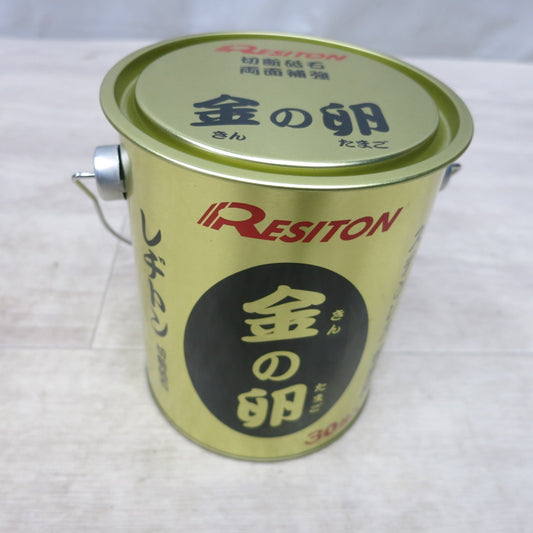 RESITON
切断砥石
両面補強
金の卵
きん たまご
RESITON
レヂトン
金の卵
きん
たまご
30